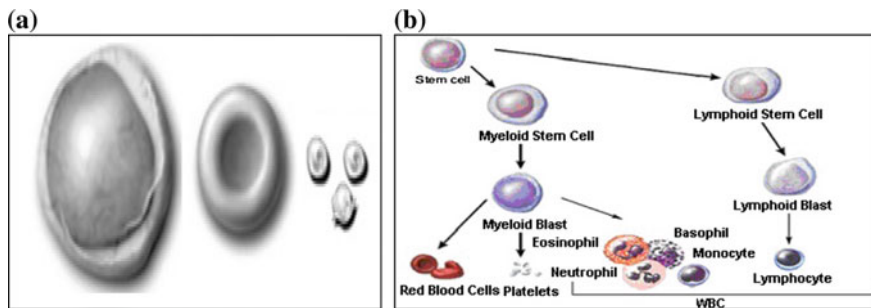 (a)
(b)
Stem cell
Myeloid Stem Cell
Lymphoid Stem Cell
Myeloid Blast
Lymphoid Blast
Eosinophil
Basophil
Monocyte
Neutrophil
Red Blood Cells
Platelets
Lymphocyte
WBC